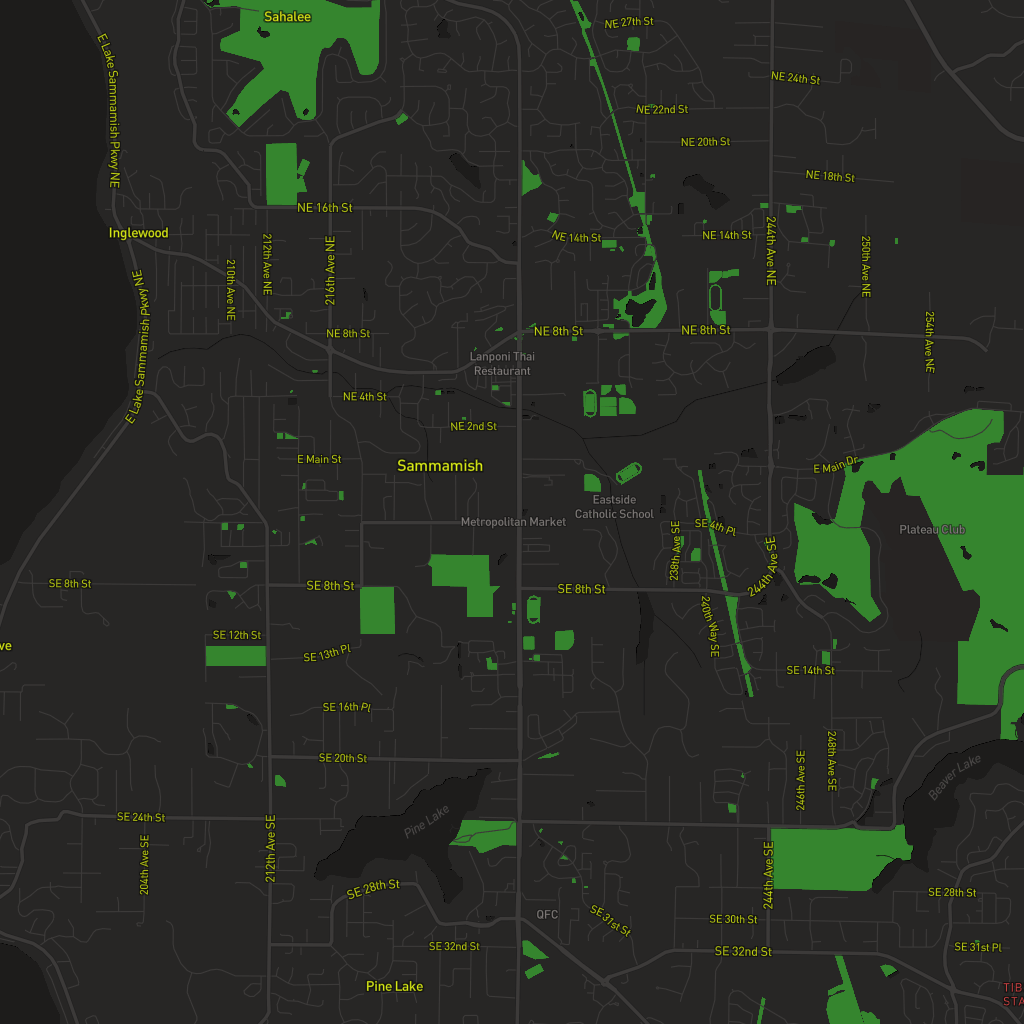 Sahalee
NE 27th St
NE 24th St
E Lake Sammamish Pkwy NE
NE 22nd St
NE 20th St
NE 18th St
NE 16th St
Inglewood
NE 14th St
NE 14th St
244th Ave NE
250th Ave NE
210th Ave NE
212th Ave NE
216th Ave NE
E Lake Sammamish Pkwy NE
NE 8th St
NE 8th St
NE 8th St
254th Ave NE
Lanponi Thai
Restaurant
NE 4th St
NE 2nd St
E Main St
Sammamish
E Main Dr
Eastside
Catholic School
Metropolitan Market
SE 4th Pl
Plateau Club
238th Ave SE
244th Ave SE
SE 8th St
SE 8th St
SE 8th St
240th Way SE
SE 12th St
ve
SE 13th Pl
SE 14th St
SE 16th Pl
SE 20th St
246th Ave SE
248th Ave SE
Beaver Lake
SE 24th St
Pine Lake
204th Ave SE
212th Ave SE
244th Ave SE
SE 28th St
SE 28th St
QFC
SE 31st St
SE 30th St
SE 32nd St
SE 32nd St
SE 31st Pl
Pine Lake
TIB
STA